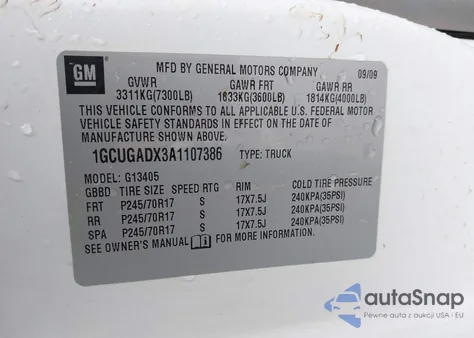 GM
MFD BY GENERAL MOTORS COMPANY 09/09
GVWR GAWR FRT GAWR RR
3311KG(7300LB) 1633KG(3600LB) 1814KG(4000LB)
THIS VEHICLE CONFORMS TO ALL APPLICABLE U.S. FEDERAL MOTOR
VEHICLE SAFETY STANDARDS IN EFFECT ON THE DATE OF
MANUFACTURE SHOWN ABOVE.
1GCUGADX3A1107386 TYPE: TRUCK
MODEL: G13405
GBBD TIRE SIZE SPEED RTG RIM COLD TIRE PRESSURE
FRT P245/70R17 S 17X7.5J 240KPA(35PSI)
RR P245/70R17 S 17X7.5J 240KPA(35PSI)
SPA P245/70R17 S 17X7.5J 240KPA(35PSI)
SEE OWNER'S MANUAL FOR MORE INFORMATION.
autoSnap
Pewne auto z aukcji USA i EU